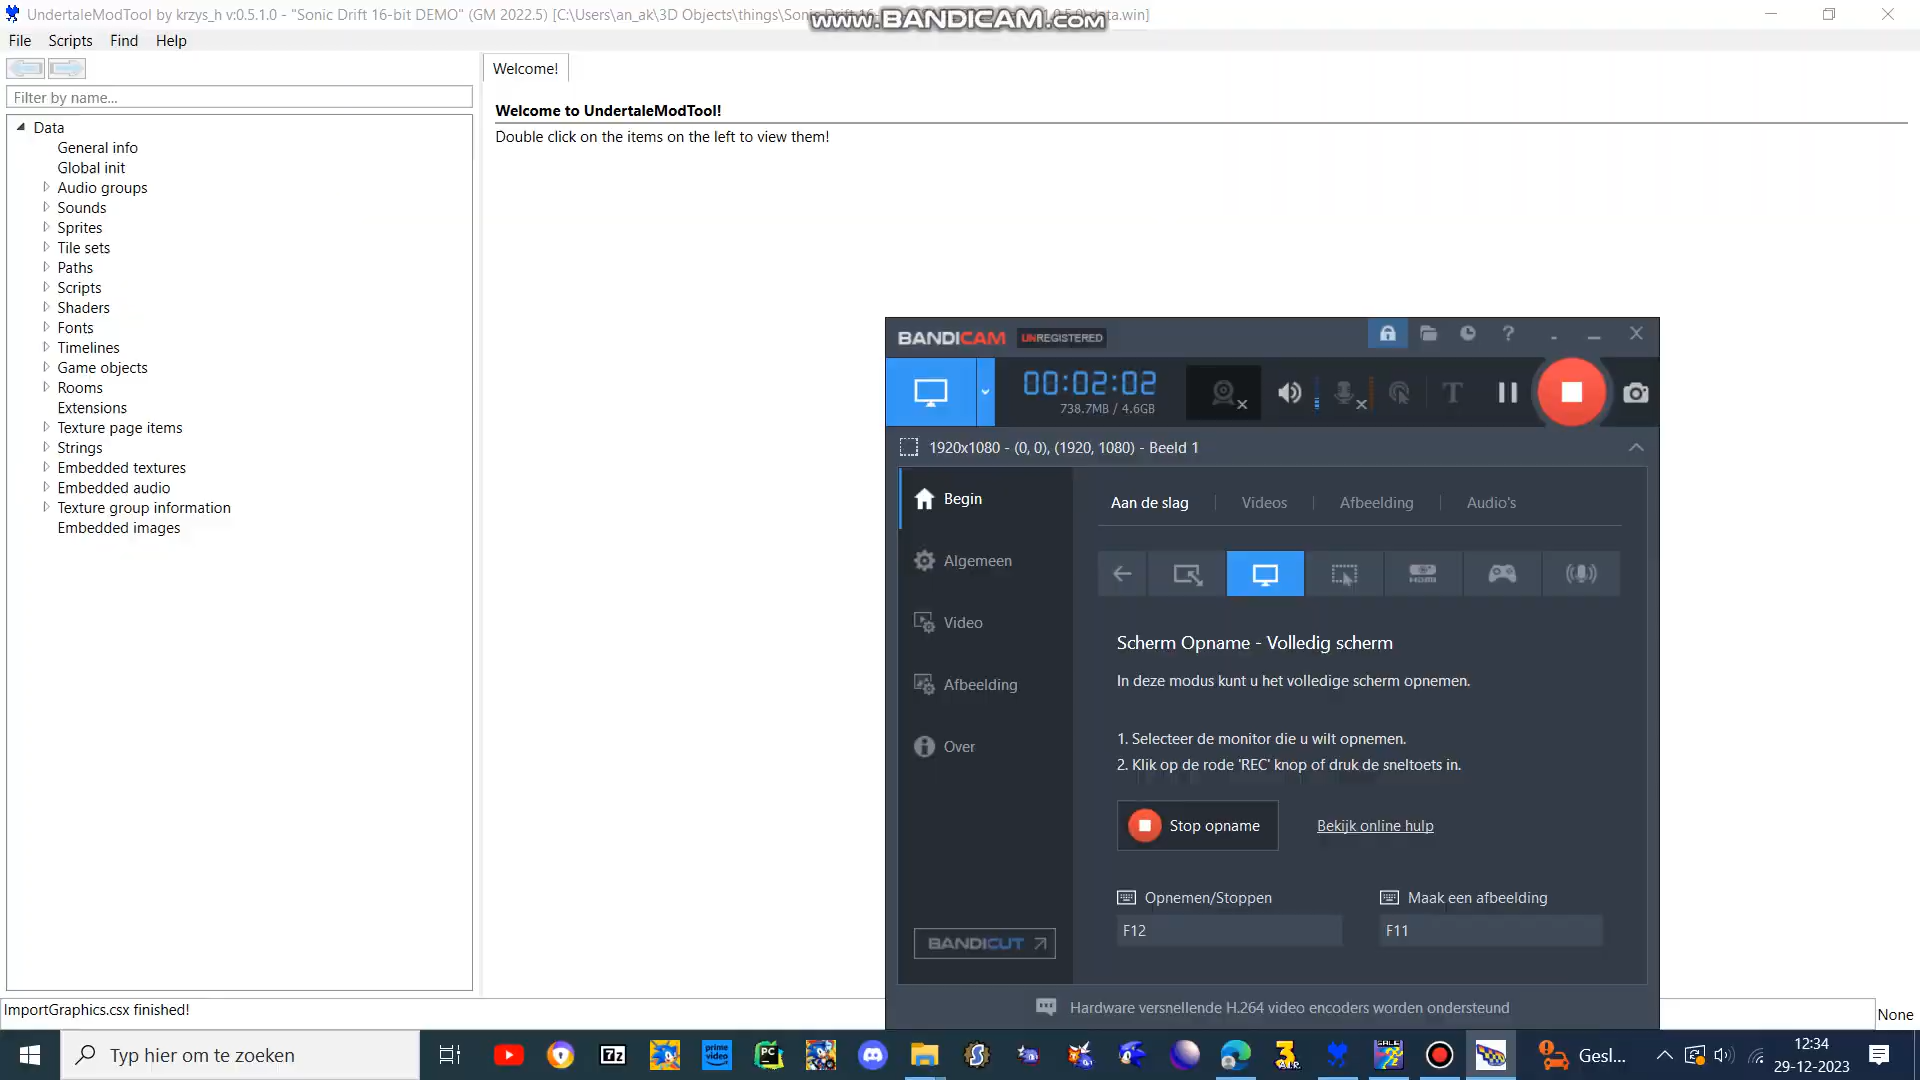 UndertaleModTool by krzys_h v:0.5.1.0 - "Sonic Drift 16-bit DEMO" (GM 2022.5) [C:\Users\an_ak\3D Objects\things\Sonic Drift 16-
data.win]
www.BANDICAM.com
File Scripts Find Help
Welcome!
Filter by name...
Welcome to UndertaleModTool!
Double click on the items on the left to view them!
Data
General info
Global init
Audio groups
Sounds
Sprites
Tile sets
Paths
Scripts
Shaders
Fonts
Timelines
Game objects
Rooms
Extensions
Texture page items
Strings
Embedded textures
Embedded audio
Texture group information
Embedded images
BANDICAM UNREGISTERED
00:02:02
738.7MB / 4.6GB
1920x1080 - (0, 0), (1920, 1080) - Beeld 1
Begin
Algemeen
Video
Afbeelding
Over
BANDICUT
Aan de slag Videos Afbeelding Audio's
HDMI
Scherm Opname - Volledig scherm
In deze modus kunt u het volledige scherm opnemen.
1. Selecteer de monitor die u wilt opnemen.
2. Klik op de rode 'REC' knop of druk de sneltoets in.
Stop opname Bekijk online hulp
Opnemen/Stoppen Maak een afbeelding
F12 F11
Hardware versnellende H.264 video encoders worden ondersteund
ImportGraphics.csx finished!
None
Typ hier om te zoeken
7z
prime video
PC
Gesl...
12:34
29-12-2023